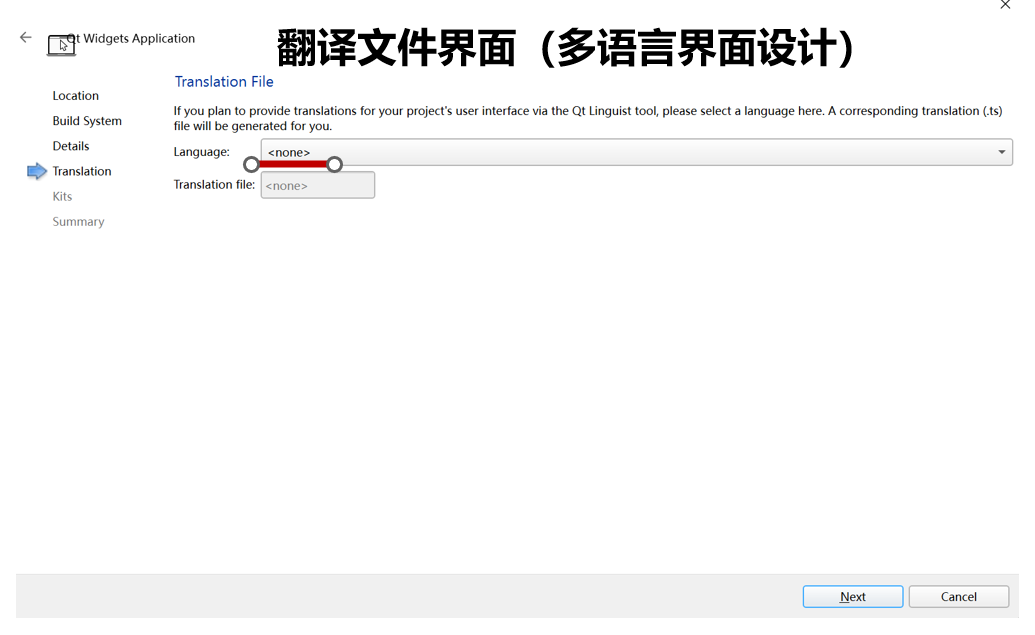 Qt Widgets Application
翻译文件界面（多语言界面设计）
Location
Build System
Details
Translation
Kits
Summary
Translation File
If you plan to provide translations for your project's user interface via the Qt Linguist tool, please select a language here. A corresponding translation (.ts)
file will be generated for you.
Language: <none>
Translation file: <none>
Next Cancel